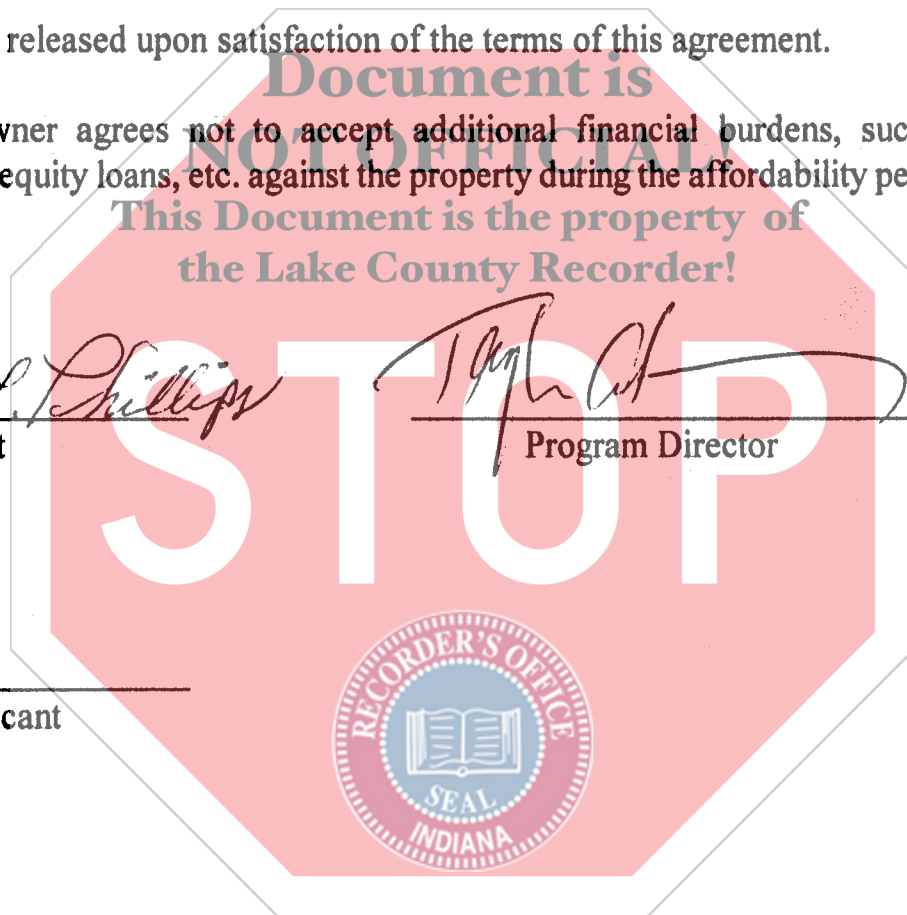 released upon satisfaction of the terms of this agreement.
Document is
wner agrees not to accept additional financial burdens, suc
NOT OFFICIAL!
equity loans, etc. against the property during the affordability pe
This Document is the property of
the Lake County Recorder!
STOP
Phillips
t
Program Director
RECORDER'S OFFICE
SEAL
INDIANA
cant